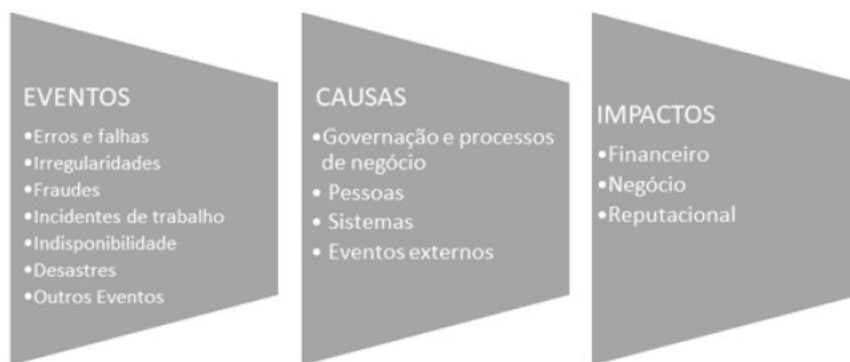 EVENTOS
•Erros e falhas
•Irregularidades
•Fraudes
•Incidentes de trabalho
•Indisponibilidade
•Desastres
•Outros Eventos
CAUSAS
•Governação e processos
de negócio
• Pessoas
• Sistemas
• Eventos externos
IMPACTOS
•Financeiro
•Negócio
•Reputacional